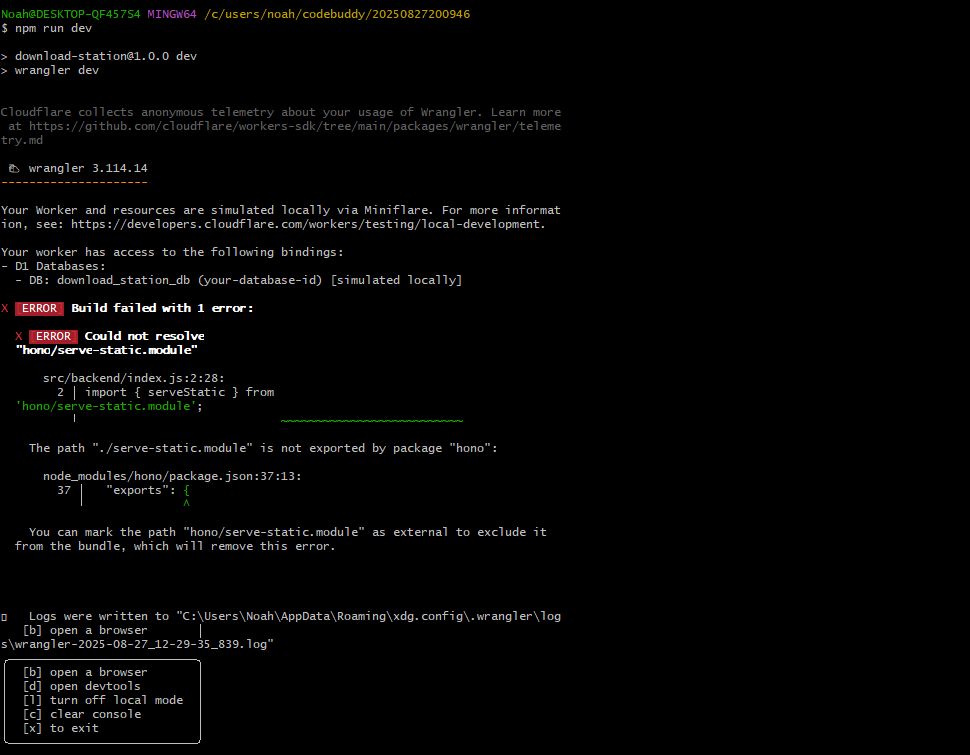 Noah@DESKTOP-QF457S4 MINGW64 /c/users/noah/codebuddy/20250827200946
$ npm run dev
> download-station@1.0.0 dev
> wrangler dev
Cloudflare collects anonymous telemetry about your usage of Wrangler. Learn more
at https://github.com/cloudflare/workers-sdk/tree/main/packages/wrangler/teleme
try.md
wrangler 3.114.14
---------------------
Your Worker and resources are simulated locally via Miniflare. For more informat
ion, see: https://developers.cloudflare.com/workers/testing/local-development.
Your worker has access to the following bindings:
- D1 Databases:
- DB: download_station_db (your-database-id) [simulated locally]
X ERROR Build failed with 1 error:
X ERROR Could not resolve
"hono/serve-static.module"
src/backend/index.js:2:28:
2 │ import { serveStatic } from
'hono/serve-static.module';
╵ ~~~~~~~~~~~~~~~~~~~~~~~~~~
The path "./serve-static.module" is not exported by package "hono":
node_modules/hono/package.json:37:13:
37 │ "exports": {
╵ ^
You can mark the path "hono/serve-static.module" as external to exclude it
from the bundle, which will remove this error.
Logs were written to "C:\Users\Noah\AppData\Roaming\xdg.config\.wrangler\log
[b] open a browser │
s\wrangler-2025-08-27_12-29-35_839.log"
[b] open a browser
[d] open devtools
[l] turn off local mode
[c] clear console
[x] to exit